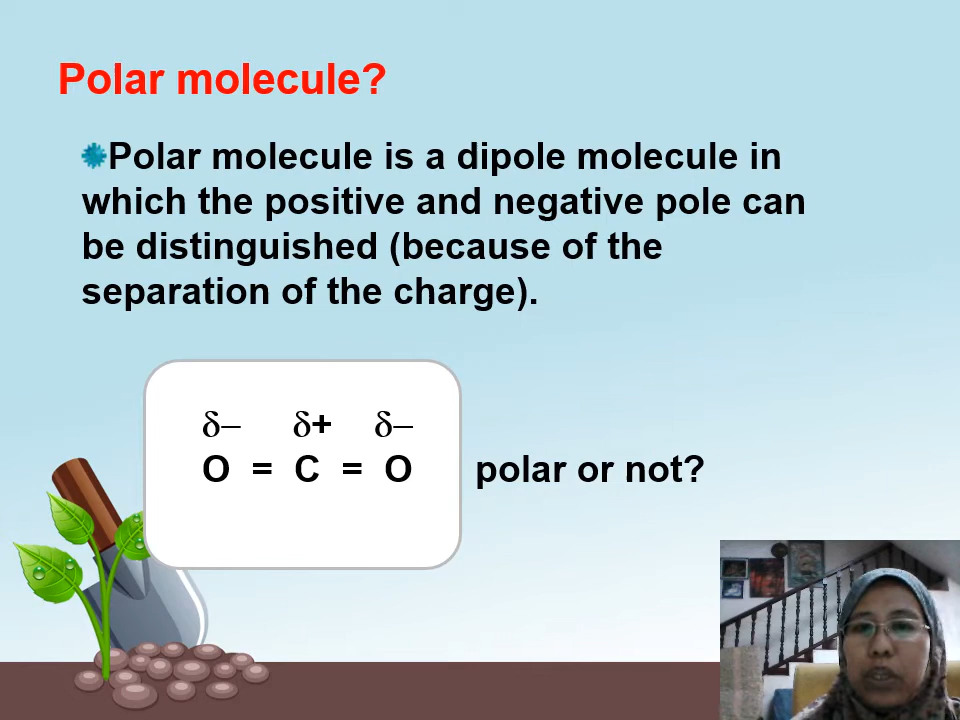 Polar molecule?
Polar molecule is a dipole molecule in
which the positive and negative pole can
be distinguished (because of the
separation of the charge).
δ– δ+ δ–
O = C = O polar or not?